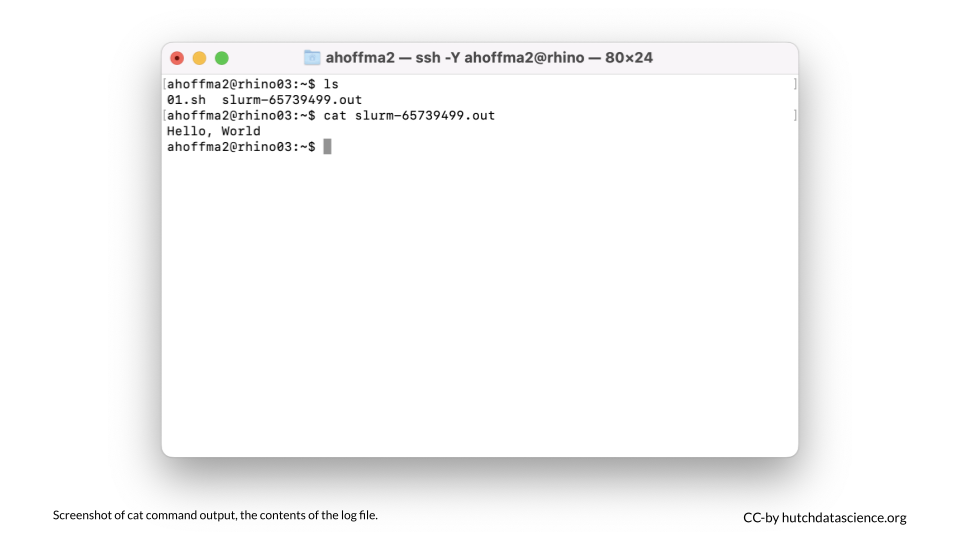 ahoffma2 — ssh -Y ahoffma2@rhino — 80×24
[ahoffma2@rhino03:~$ ls ]
01.sh  slurm-65739499.out
[ahoffma2@rhino03:~$ cat slurm-65739499.out ]
Hello, World
ahoffma2@rhino03:~$
Screenshot of cat command output, the contents of the log file.
CC-by hutchdatascience.org